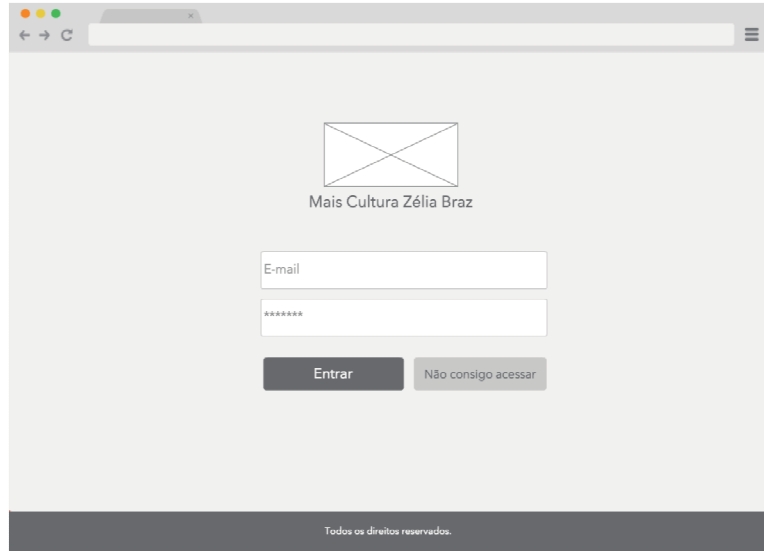 Mais Cultura Zélia Braz
E-mail
*******
Entrar
Não consigo acessar
Todos os direitos reservados.